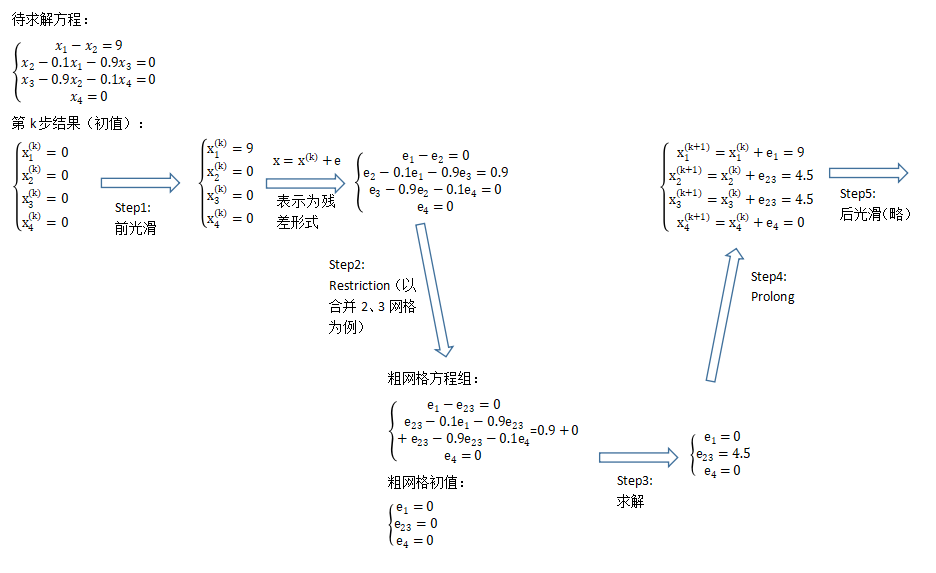 待求解方程：
x₁ − x₂ = 9
x₂ − 0.1x₁ − 0.9x₃ = 0
x₃ − 0.9x₂ − 0.1x₄ = 0
x₄ = 0
第 k步结果（初值）：
x₁^(k) = 0
x₂^(k) = 0
x₃^(k) = 0
x₄^(k) = 0
Step1:
前光滑
x₁^(k) = 9
x₂^(k) = 0
x₃^(k) = 0
x₄^(k) = 0
x = x^(k) + e
表示为残
差形式
e₁ − e₂ = 0
e₂ − 0.1e₁ − 0.9e₃ = 0.9
e₃ − 0.9e₂ − 0.1e₄ = 0
e₄ = 0
Step2:
Restriction（以
合并 2、3 网格
为例）
粗网格方程组：
e₁ − e₂₃ = 0
e₂₃ − 0.1e₁ − 0.9e₂₃
+ e₂₃ − 0.9e₂₃ − 0.1e₄ =0.9 + 0
e₄ = 0
粗网格初值：
e₁ = 0
e₂₃ = 0
e₄ = 0
Step3:
求解
e₁ = 0
e₂₃ = 4.5
e₄ = 0
Step4:
Prolong
x₁^(k+1) = x₁^(k) + e₁ = 9
x₂^(k+1) = x₂^(k) + e₂₃ = 4.5
x₃^(k+1) = x₃^(k) + e₂₃ = 4.5
x₄^(k+1) = x₄^(k) + e₄ = 0
Step5:
后光滑（略）